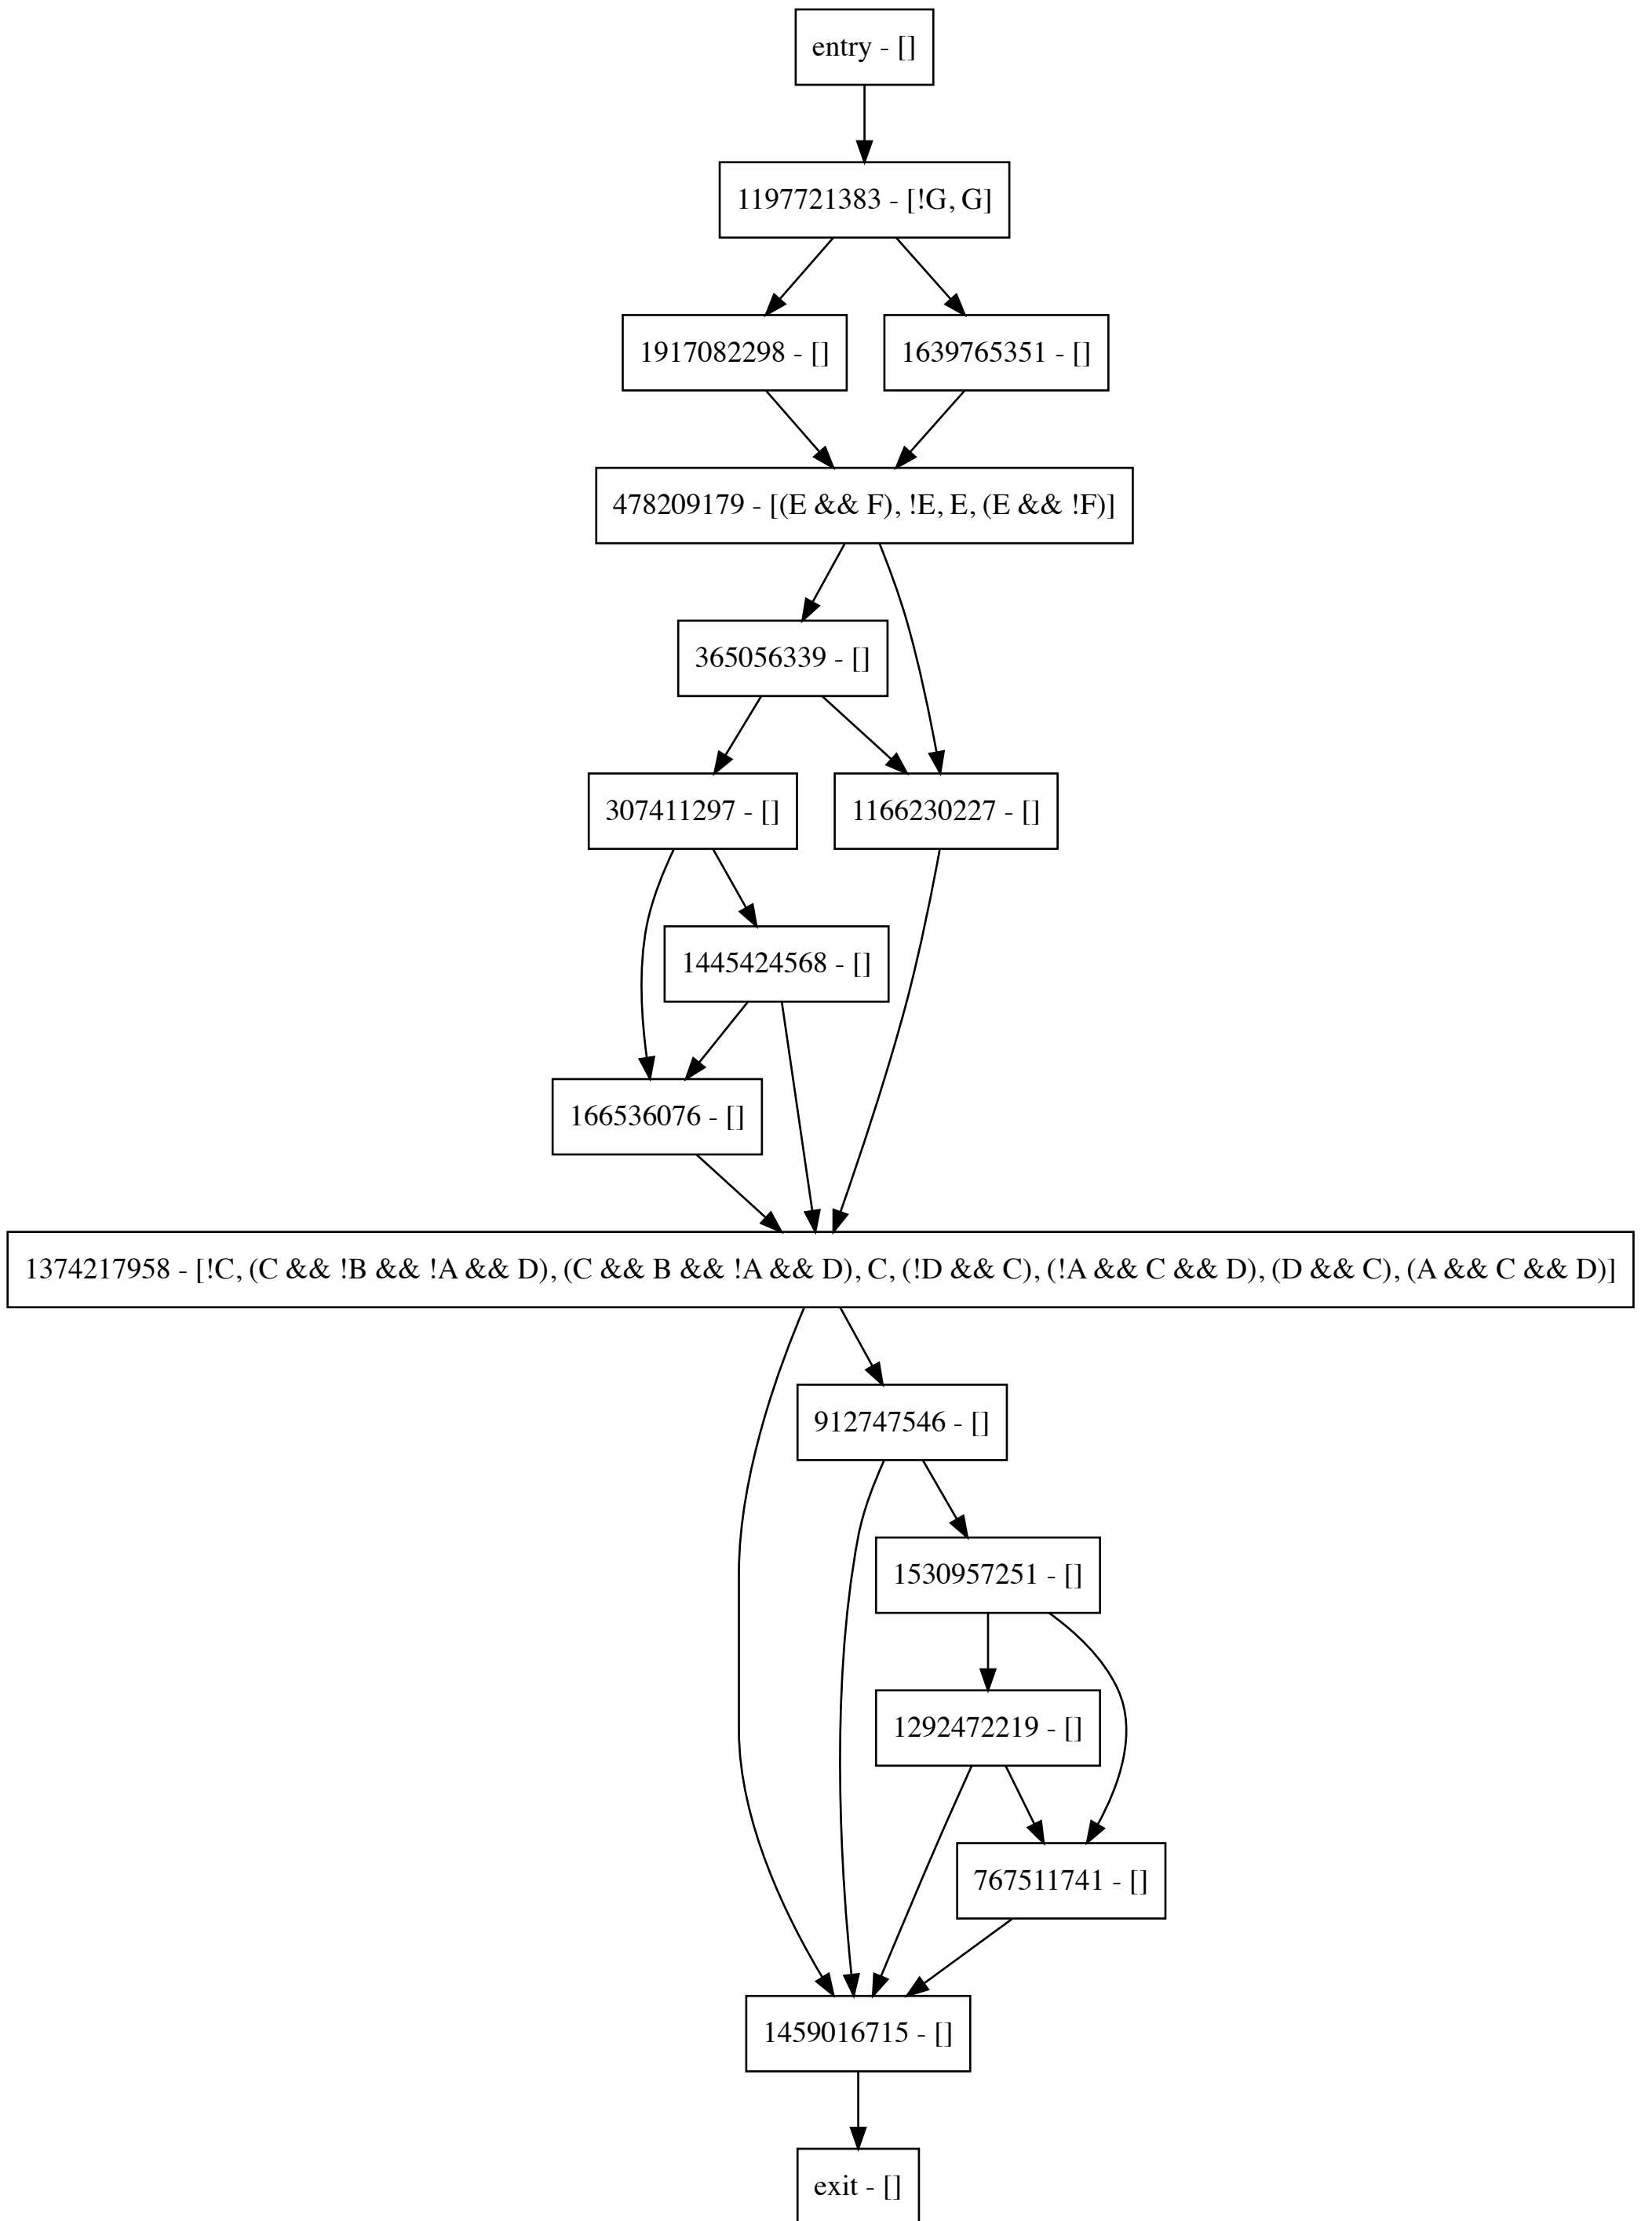 entry - []
1197721383 - [!G, G]
1917082298 - []
1639765351 - []
478209179 - [(E && F), !E, E, (E && !F)]
365056339 - []
307411297 - []
1166230227 - []
1445424568 - []
166536076 - []
1374217958 - [!C, (C && !B && !A && D), (C && B && !A && D), C, (!D && C), (!A && C && D), (D && C), (A && C && D)]
912747546 - []
1530957251 - []
1292472219 - []
767511741 - []
1459016715 - []
exit - []